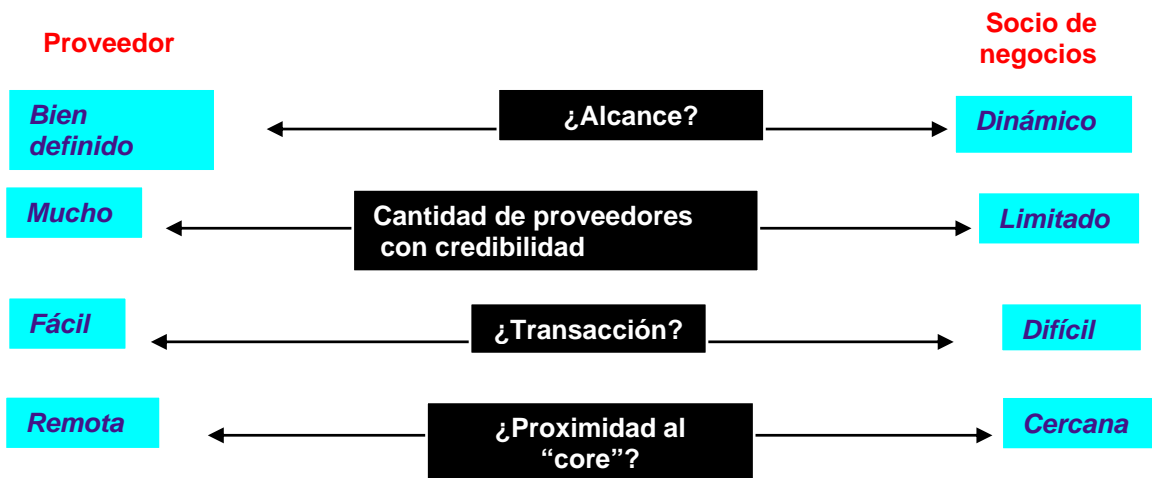 Proveedor
Socio de
negocios
Bien
definido
¿Alcance?
Dinámico
Mucho
Cantidad de proveedores
con credibilidad
Limitado
Fácil
¿Transacción?
Difícil
Remota
¿Proximidad al
“core”?
Cercana